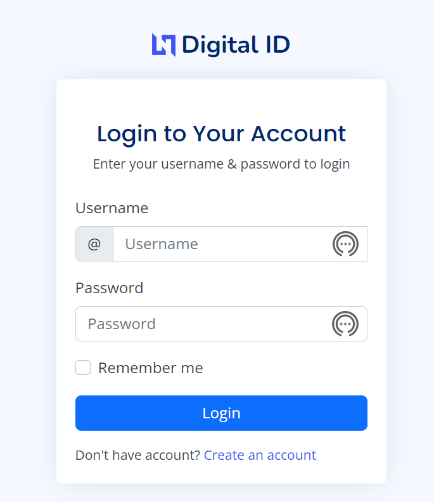 Digital ID
Login to Your Account
Enter your username & password to login
Username
@ Username
Password
Password
Remember me
Login
Don't have account? Create an account